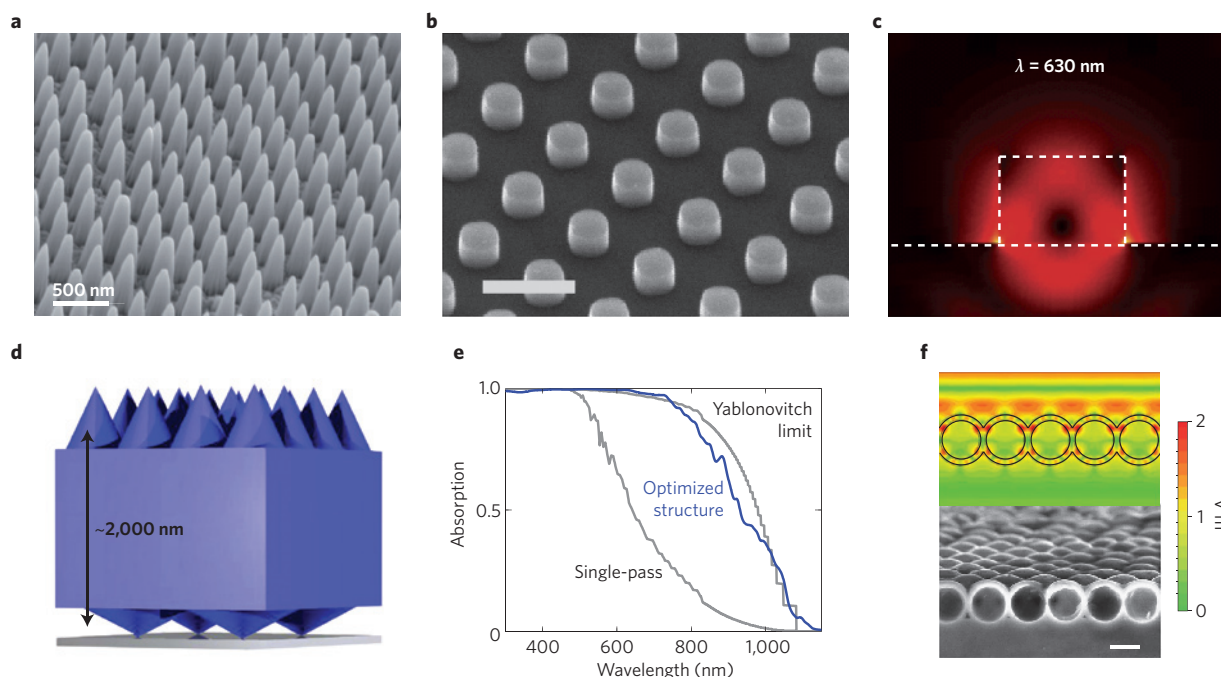 a
b
c
500 nm
λ = 630 nm
d
e
f
~2,000 nm
1.0
0.5
0
Absorption
Yablonovitch
limit
Optimized
structure
Single-pass
400
600
800
1,000
Wavelength (nm)
2
1
0